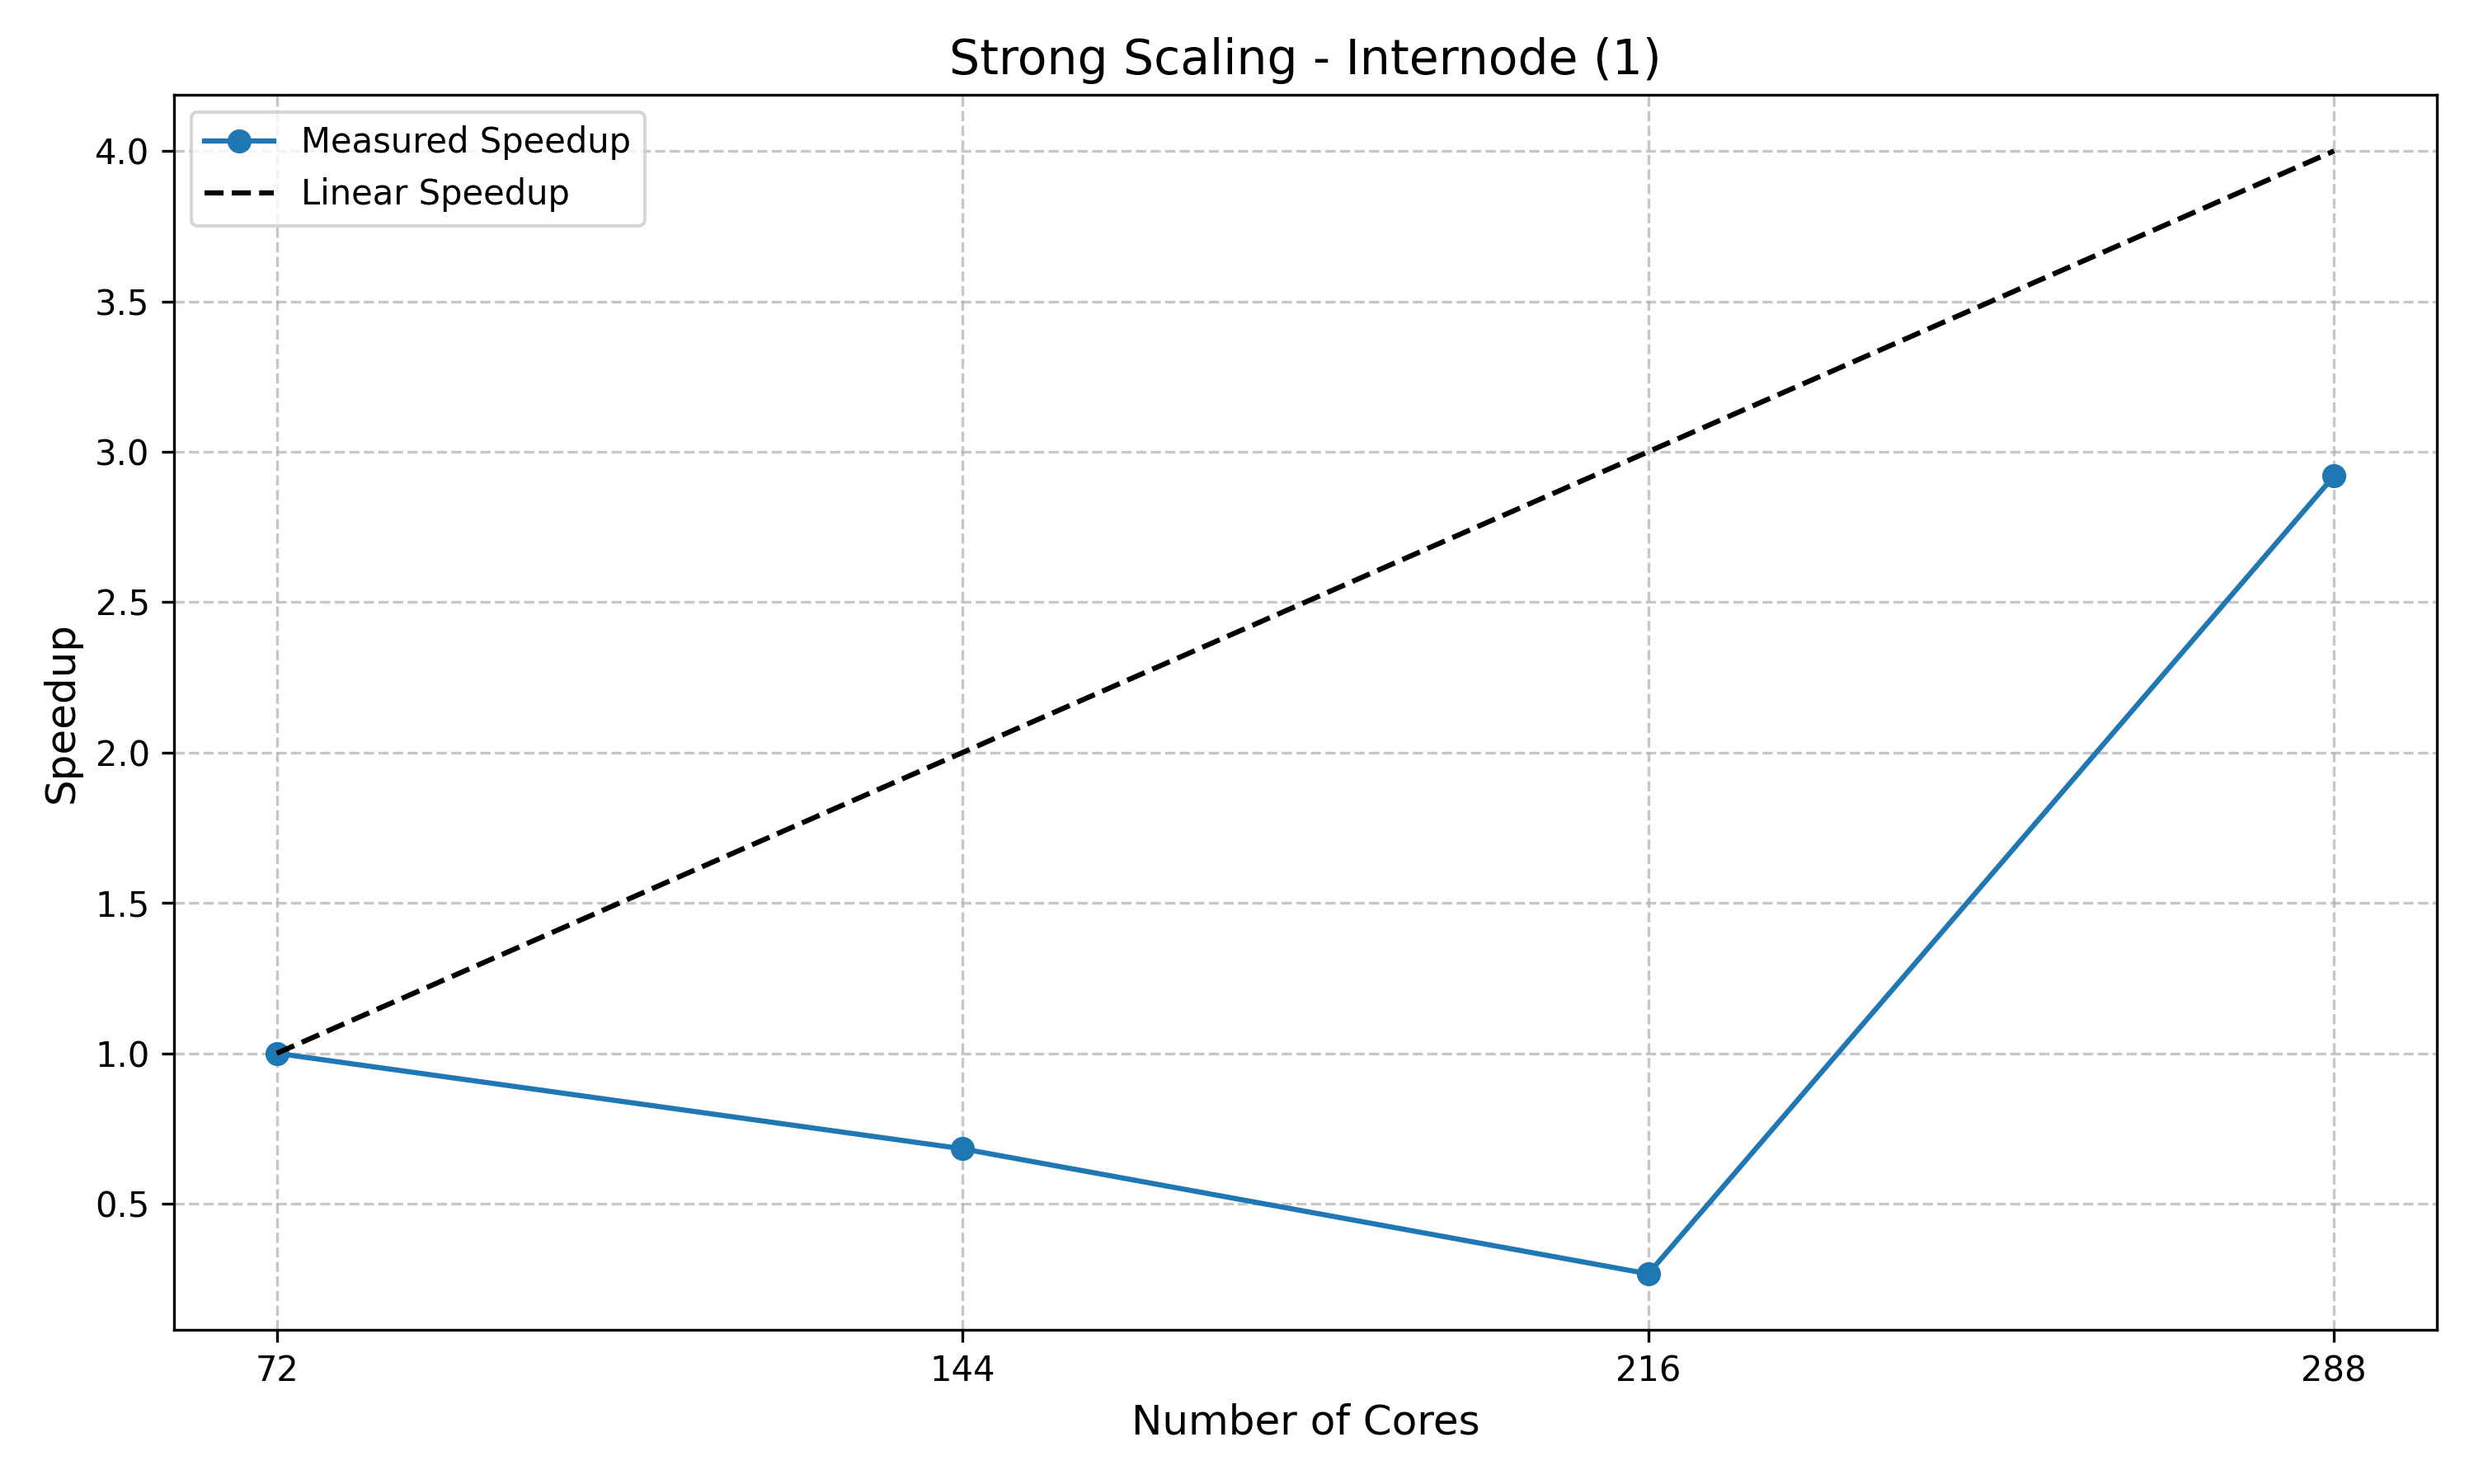 Strong Scaling - Internode (1)
Measured Speedup
Linear Speedup
Speedup
4.0
3.5
3.0
2.5
2.0
1.5
1.0
0.5
72 144 216 288
Number of Cores